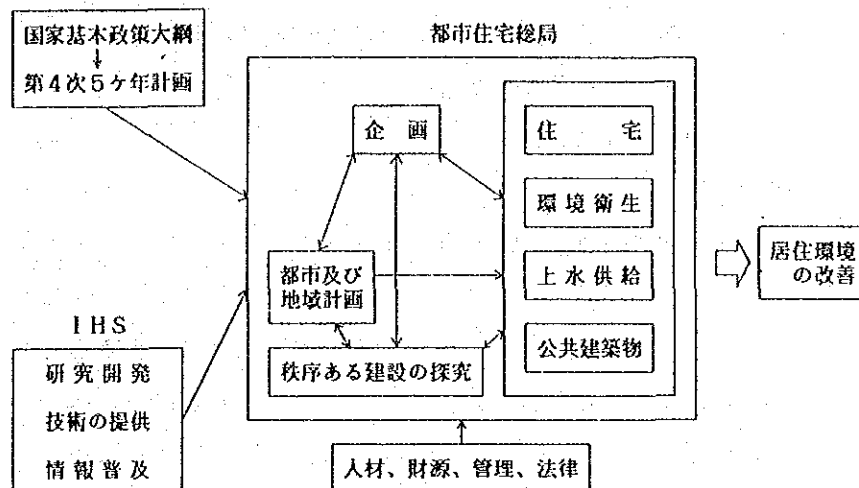 国家基本政策大綱
第4次5ケ年計画
都市住宅総局
企画
住宅
環境衛生
上水供給
公共建築物
都市及び
地域計画
秩序ある建設の探究
居住環境
の改善
IHS
研究開発
技術の提供
情報普及
人材、財源、管理、法律